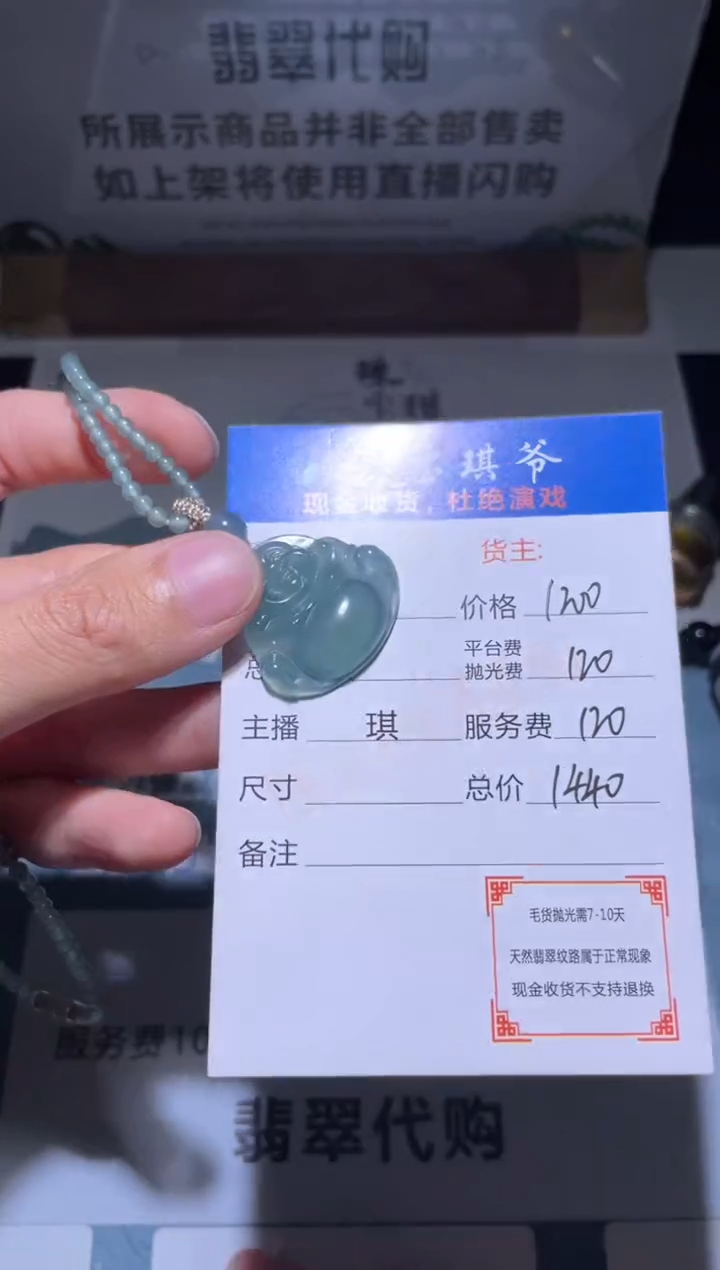 翡翠代购
所展示商品并非全部售卖
如上架将使用直播闪购
琪爷
现金收货，杜绝演戏
货主:
价格 1200
总
平台费
抛光费 120
主播 琪 服务费 120
尺寸 总价 1440
备注
毛货抛光需7-10天
天然翡翠纹路属于正常现象
现金收货不支持退换
服务费10
翡翠代购